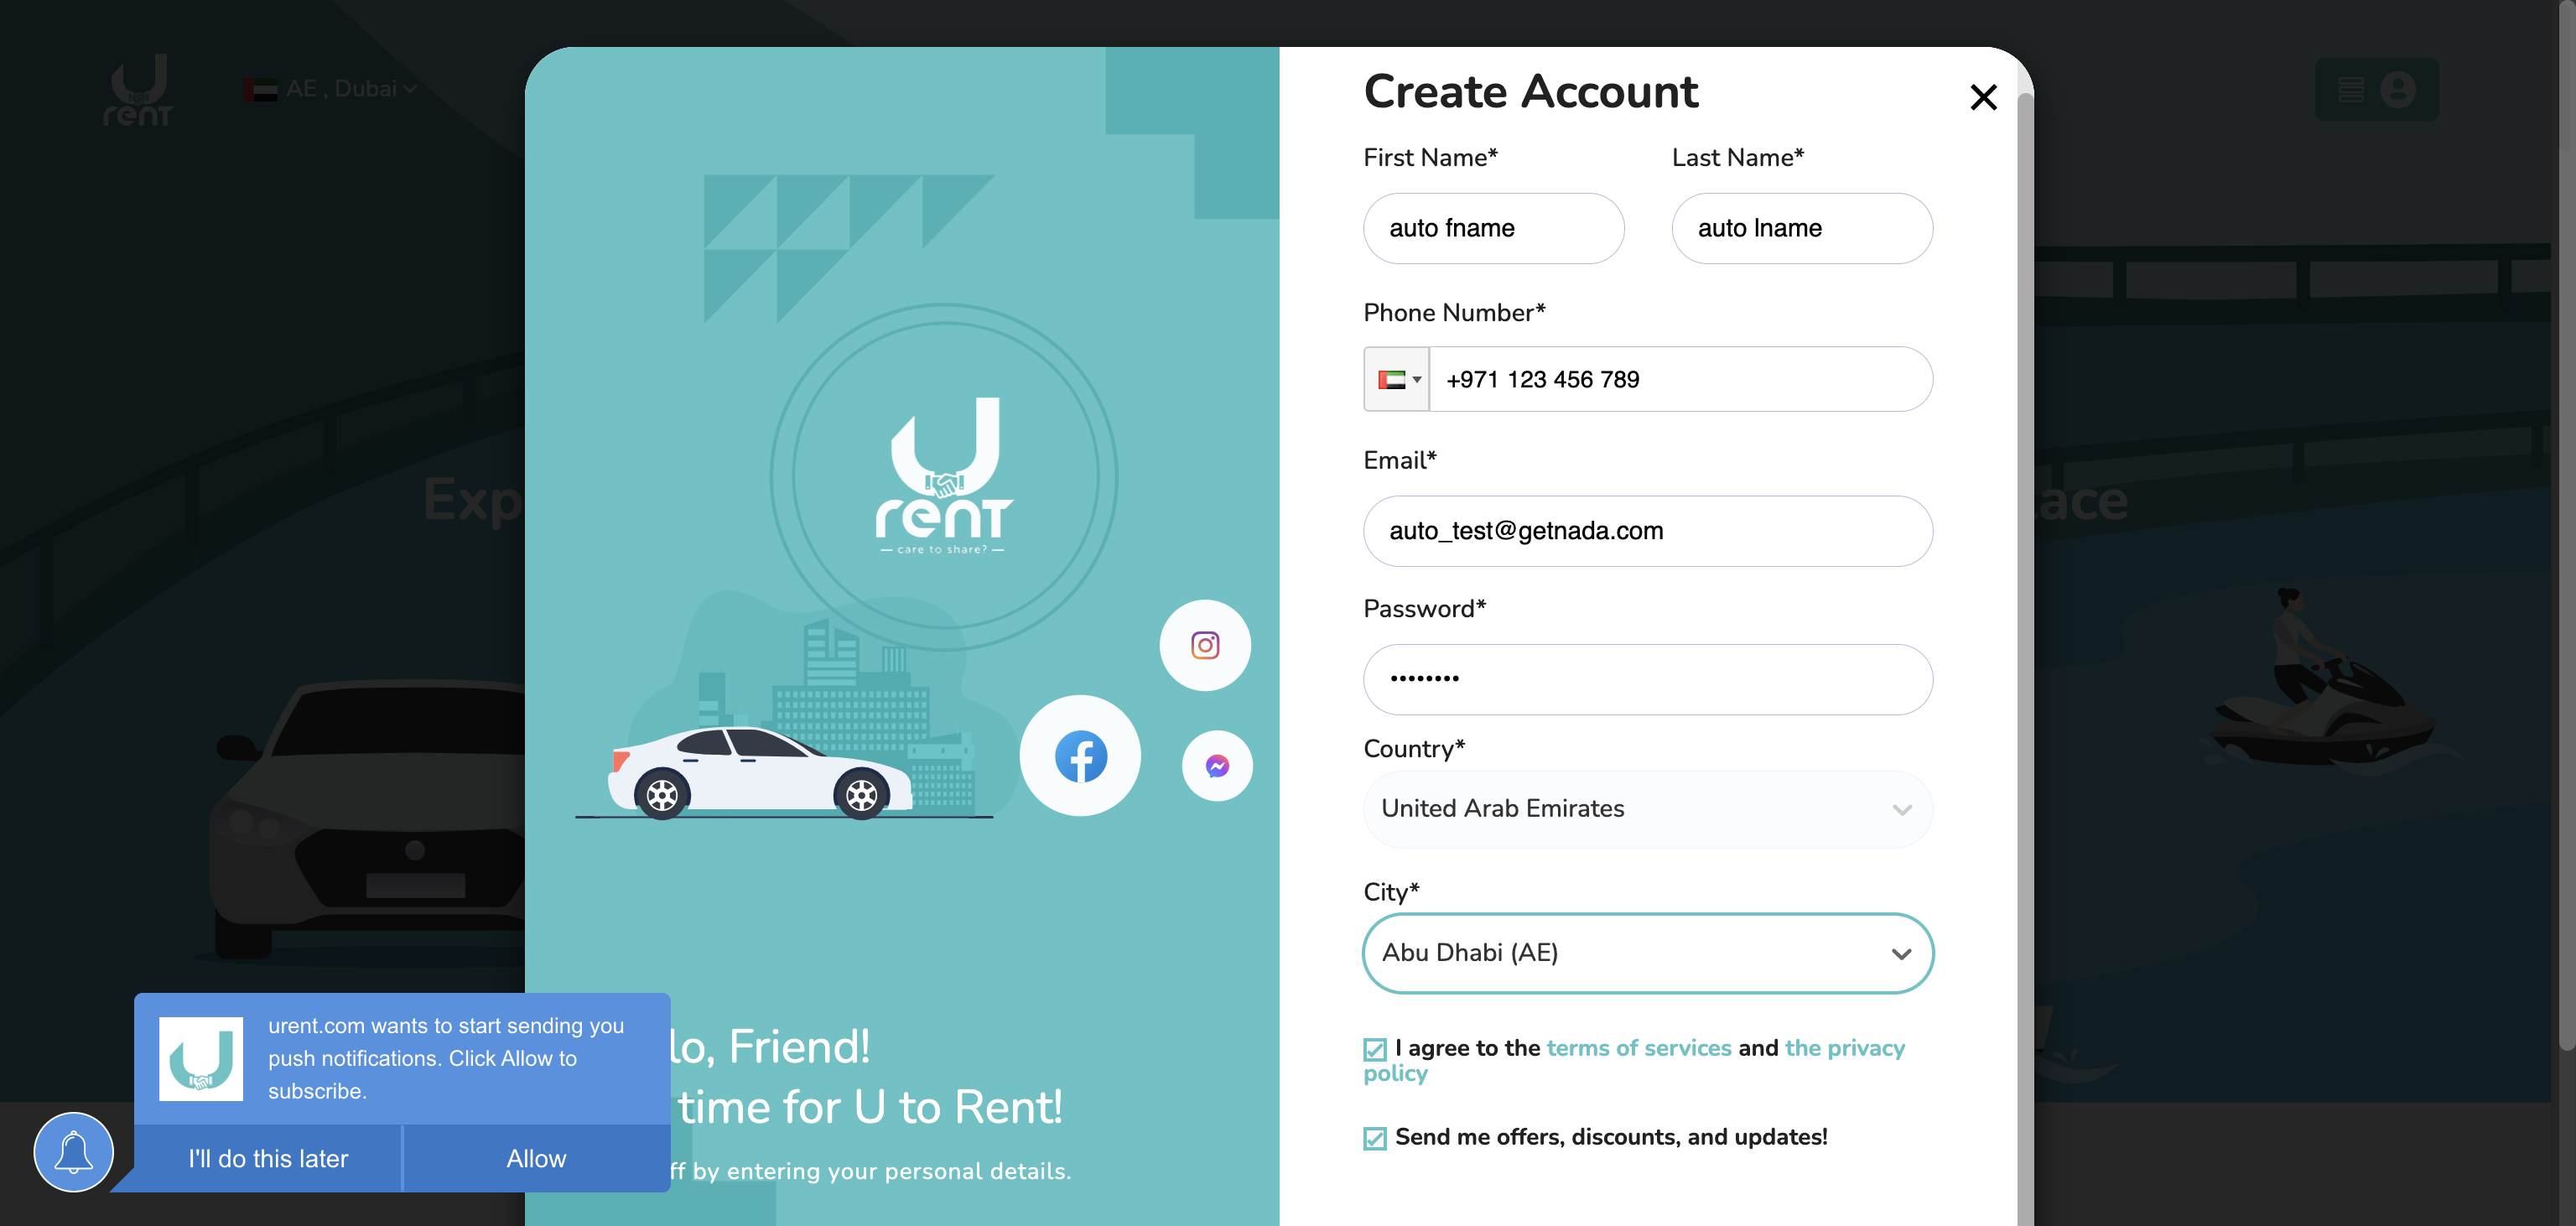 U
rent
AE , Dubai
Exp
lace
U
rent
— care to share? —
lo, Friend!
time for U to Rent!
ff by entering your personal details.
Create Account
First Name*
Last Name*
auto fname
auto lname
Phone Number*
+971 123 456 789
Email*
auto_test@getnada.com
Password*
••••••••
Country*
United Arab Emirates
City*
Abu Dhabi (AE)
I agree to the terms of services and the privacy
policy
Send me offers, discounts, and updates!
urent.com wants to start sending you
push notifications. Click Allow to
subscribe.
I'll do this later
Allow